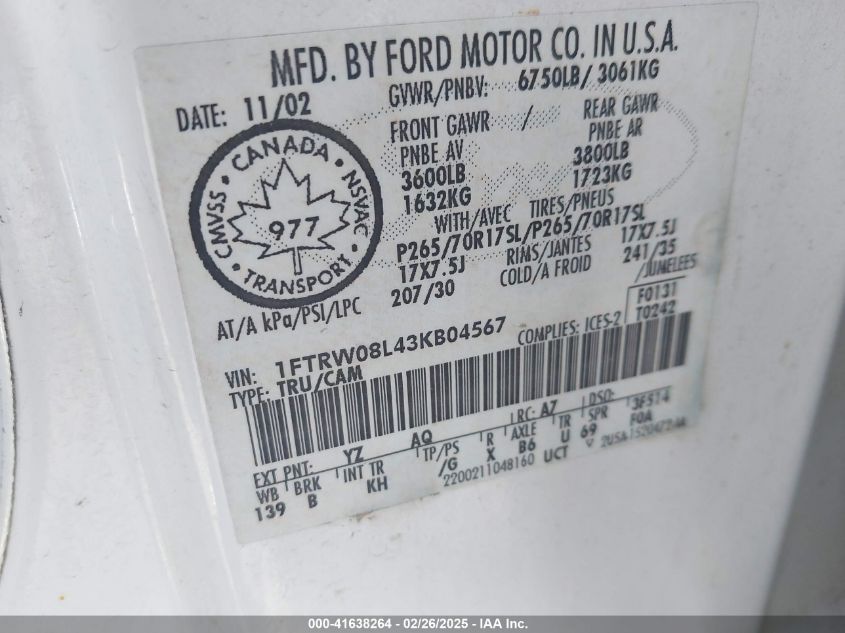 MFD. BY FORD MOTOR CO. IN U.S.A.
DATE: 11/02 GVWR/PNBV: 6750LB/ 3061KG
FRONT GAWR / REAR GAWR
PNBE AV PNBE AR
3600LB 3800LB
1632KG 1723KG
WITH/AVEC TIRES/PNEUS
P265/70R17SL/P265/70R17SL
17X7.5J RIMS/JANTES 17X7.5J
AT/A kPa/PSI/LPC 207/30 COLD/A FROID 241/35
/JUMELEES
CANADA • NSVAC • TRANSPORT • CMVSS •
977
F0131
T0242
VIN: 1FTRW08L43KB04567 COMPLIES: ICES-2
TYPE: TRU/CAM
EXT PNT: YZ AQ RC: A7 DSO: 3F514
WB BRK INT TR TP/PS R AXLE TR SPR F0A
139 B KH /G X B6 U 69
2200211048160 UCT V
000-41638264 - 02/26/2025 - IAA Inc.